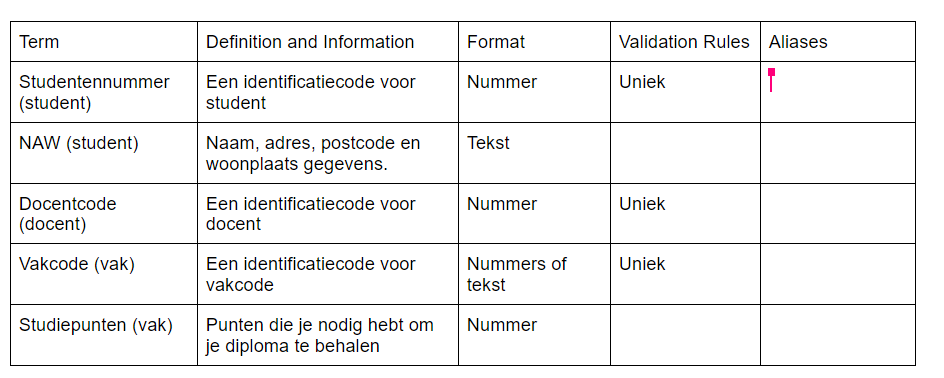 Term Definition and Information Format Validation Rules Aliases
Studentennummer Een identificatiecode voor Nummer Uniek
(student) student
NAW (student) Naam, adres, postcode en Tekst
woonplaats gegevens.
Docentcode Een identificatiecode voor Nummer Uniek
(docent) docent
Vakcode (vak) Een identificatiecode voor Nummers of Uniek
vakcode tekst
Studiepunten (vak) Punten die je nodig hebt om Nummer
je diploma te behalen